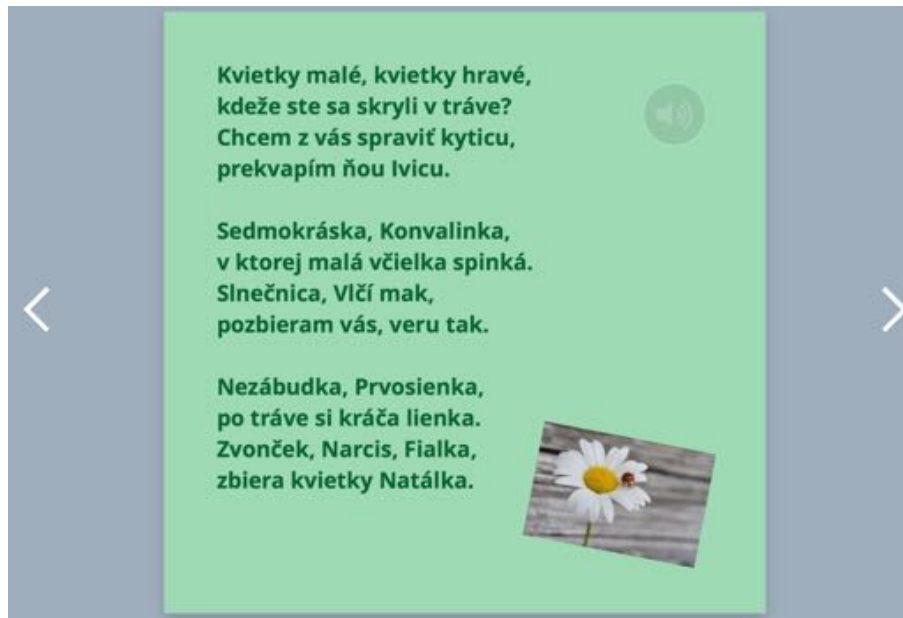 Kvietky malé, kvietky hravé,
kdeže ste sa skryli v tráve?
Chcem z vás spraviť kyticu,
prekvapím ňou Ivicu.
Sedmokráska, Konvalinka,
v ktorej malá včielka spinká.
Slnečnica, Vlčí mak,
pozbieram vás, veru tak.
Nezábudka, Prvosienka,
po tráve si kráča lienka.
Zvonček, Narcis, Fialka,
zbiera kvietky Natálka.